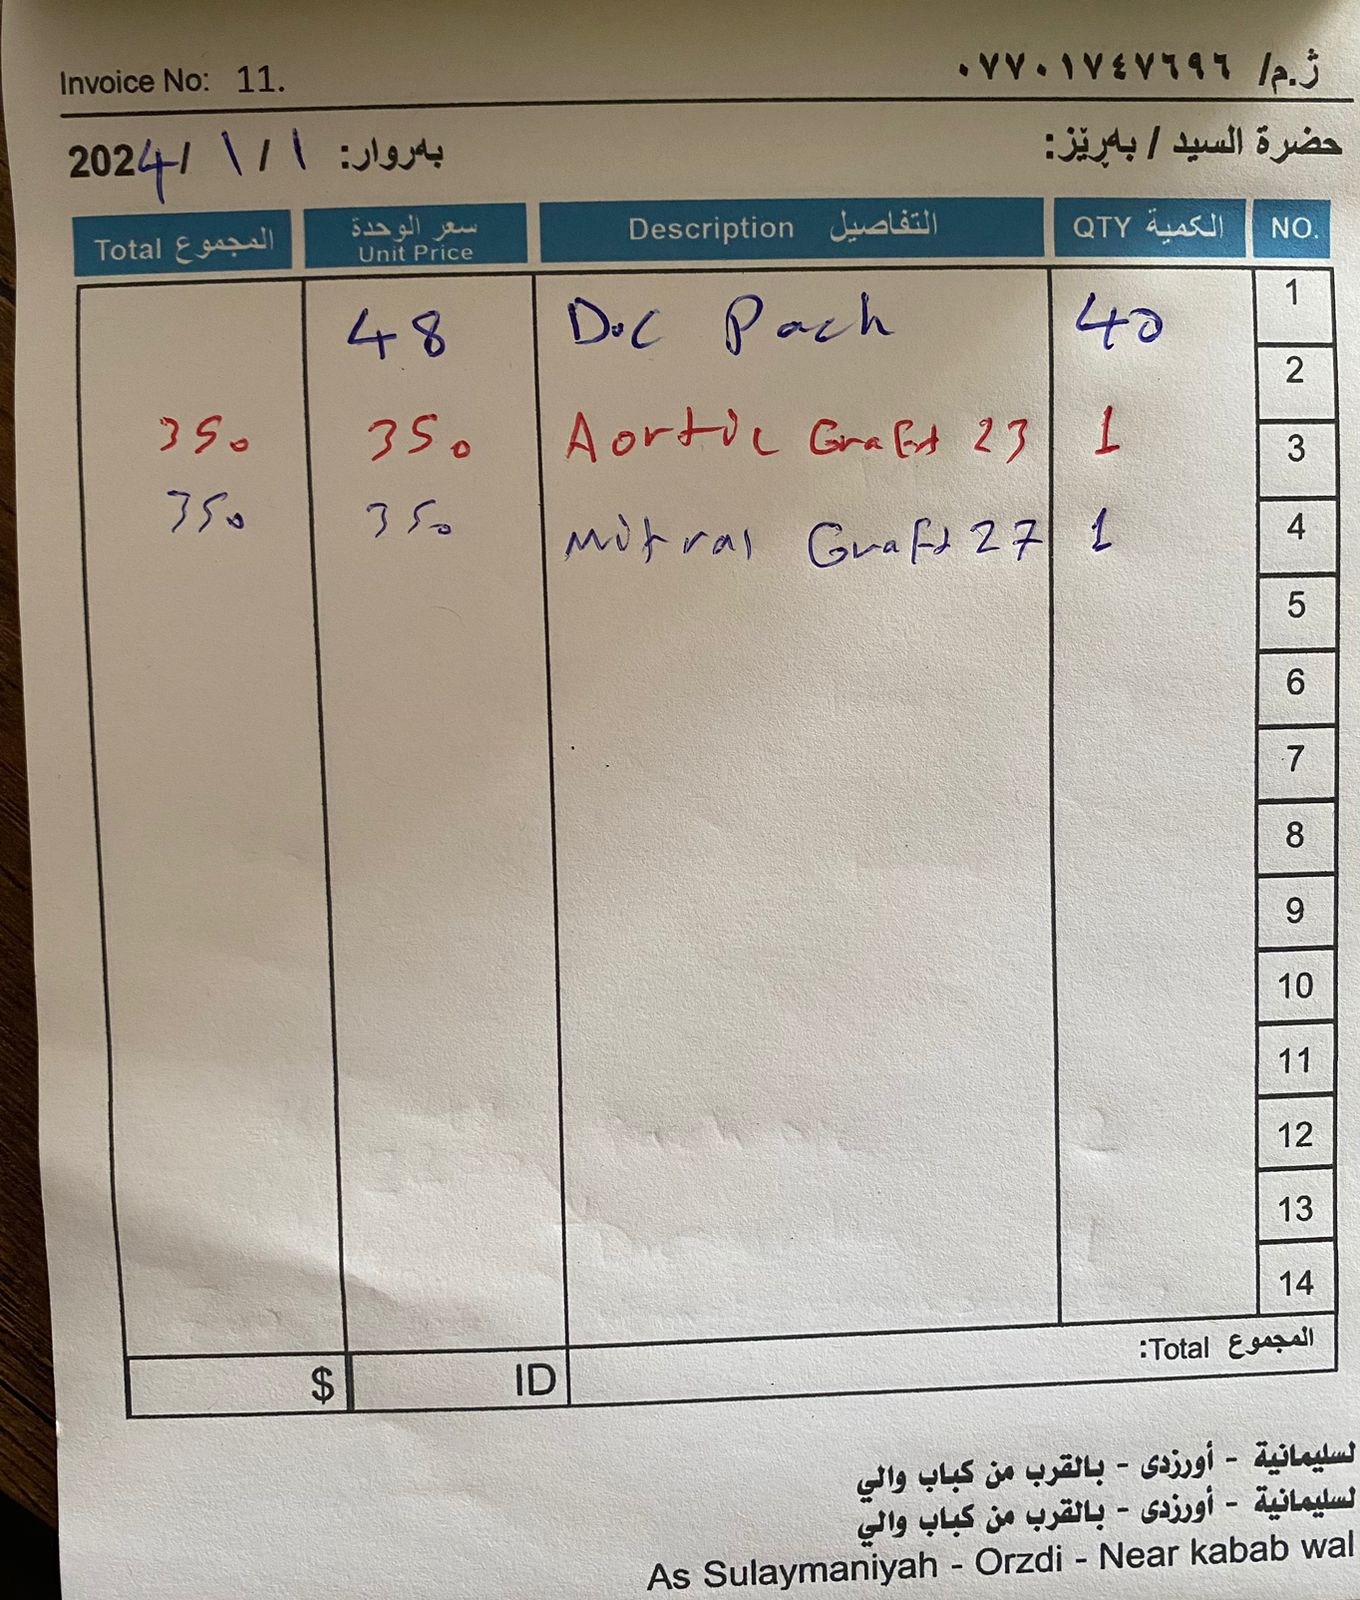 Invoice No: 11. ژ.م/ ٠٧٧٠١٧٤٧٦٩٦
حضرة السيد / بەڕێز:
بەروار: ١ / ١ /2024
NO. الكمية QTY التفاصيل Description سعر الوحدة Unit Price المجموع Total
1 40 D.C Pach 48
2
3 1 Aortic Graft 23 350 350
4 1 Mitral Graft 27 350 350
5
6
7
8
9
10
11
12
13
14
المجموع Total:
ID $
لسليمانية - أورزدى - بالقرب من كباب والي
لسليمانية - أورزدى - بالقرب من كباب والي
As Sulaymaniyah - Orzdi - Near kabab wal